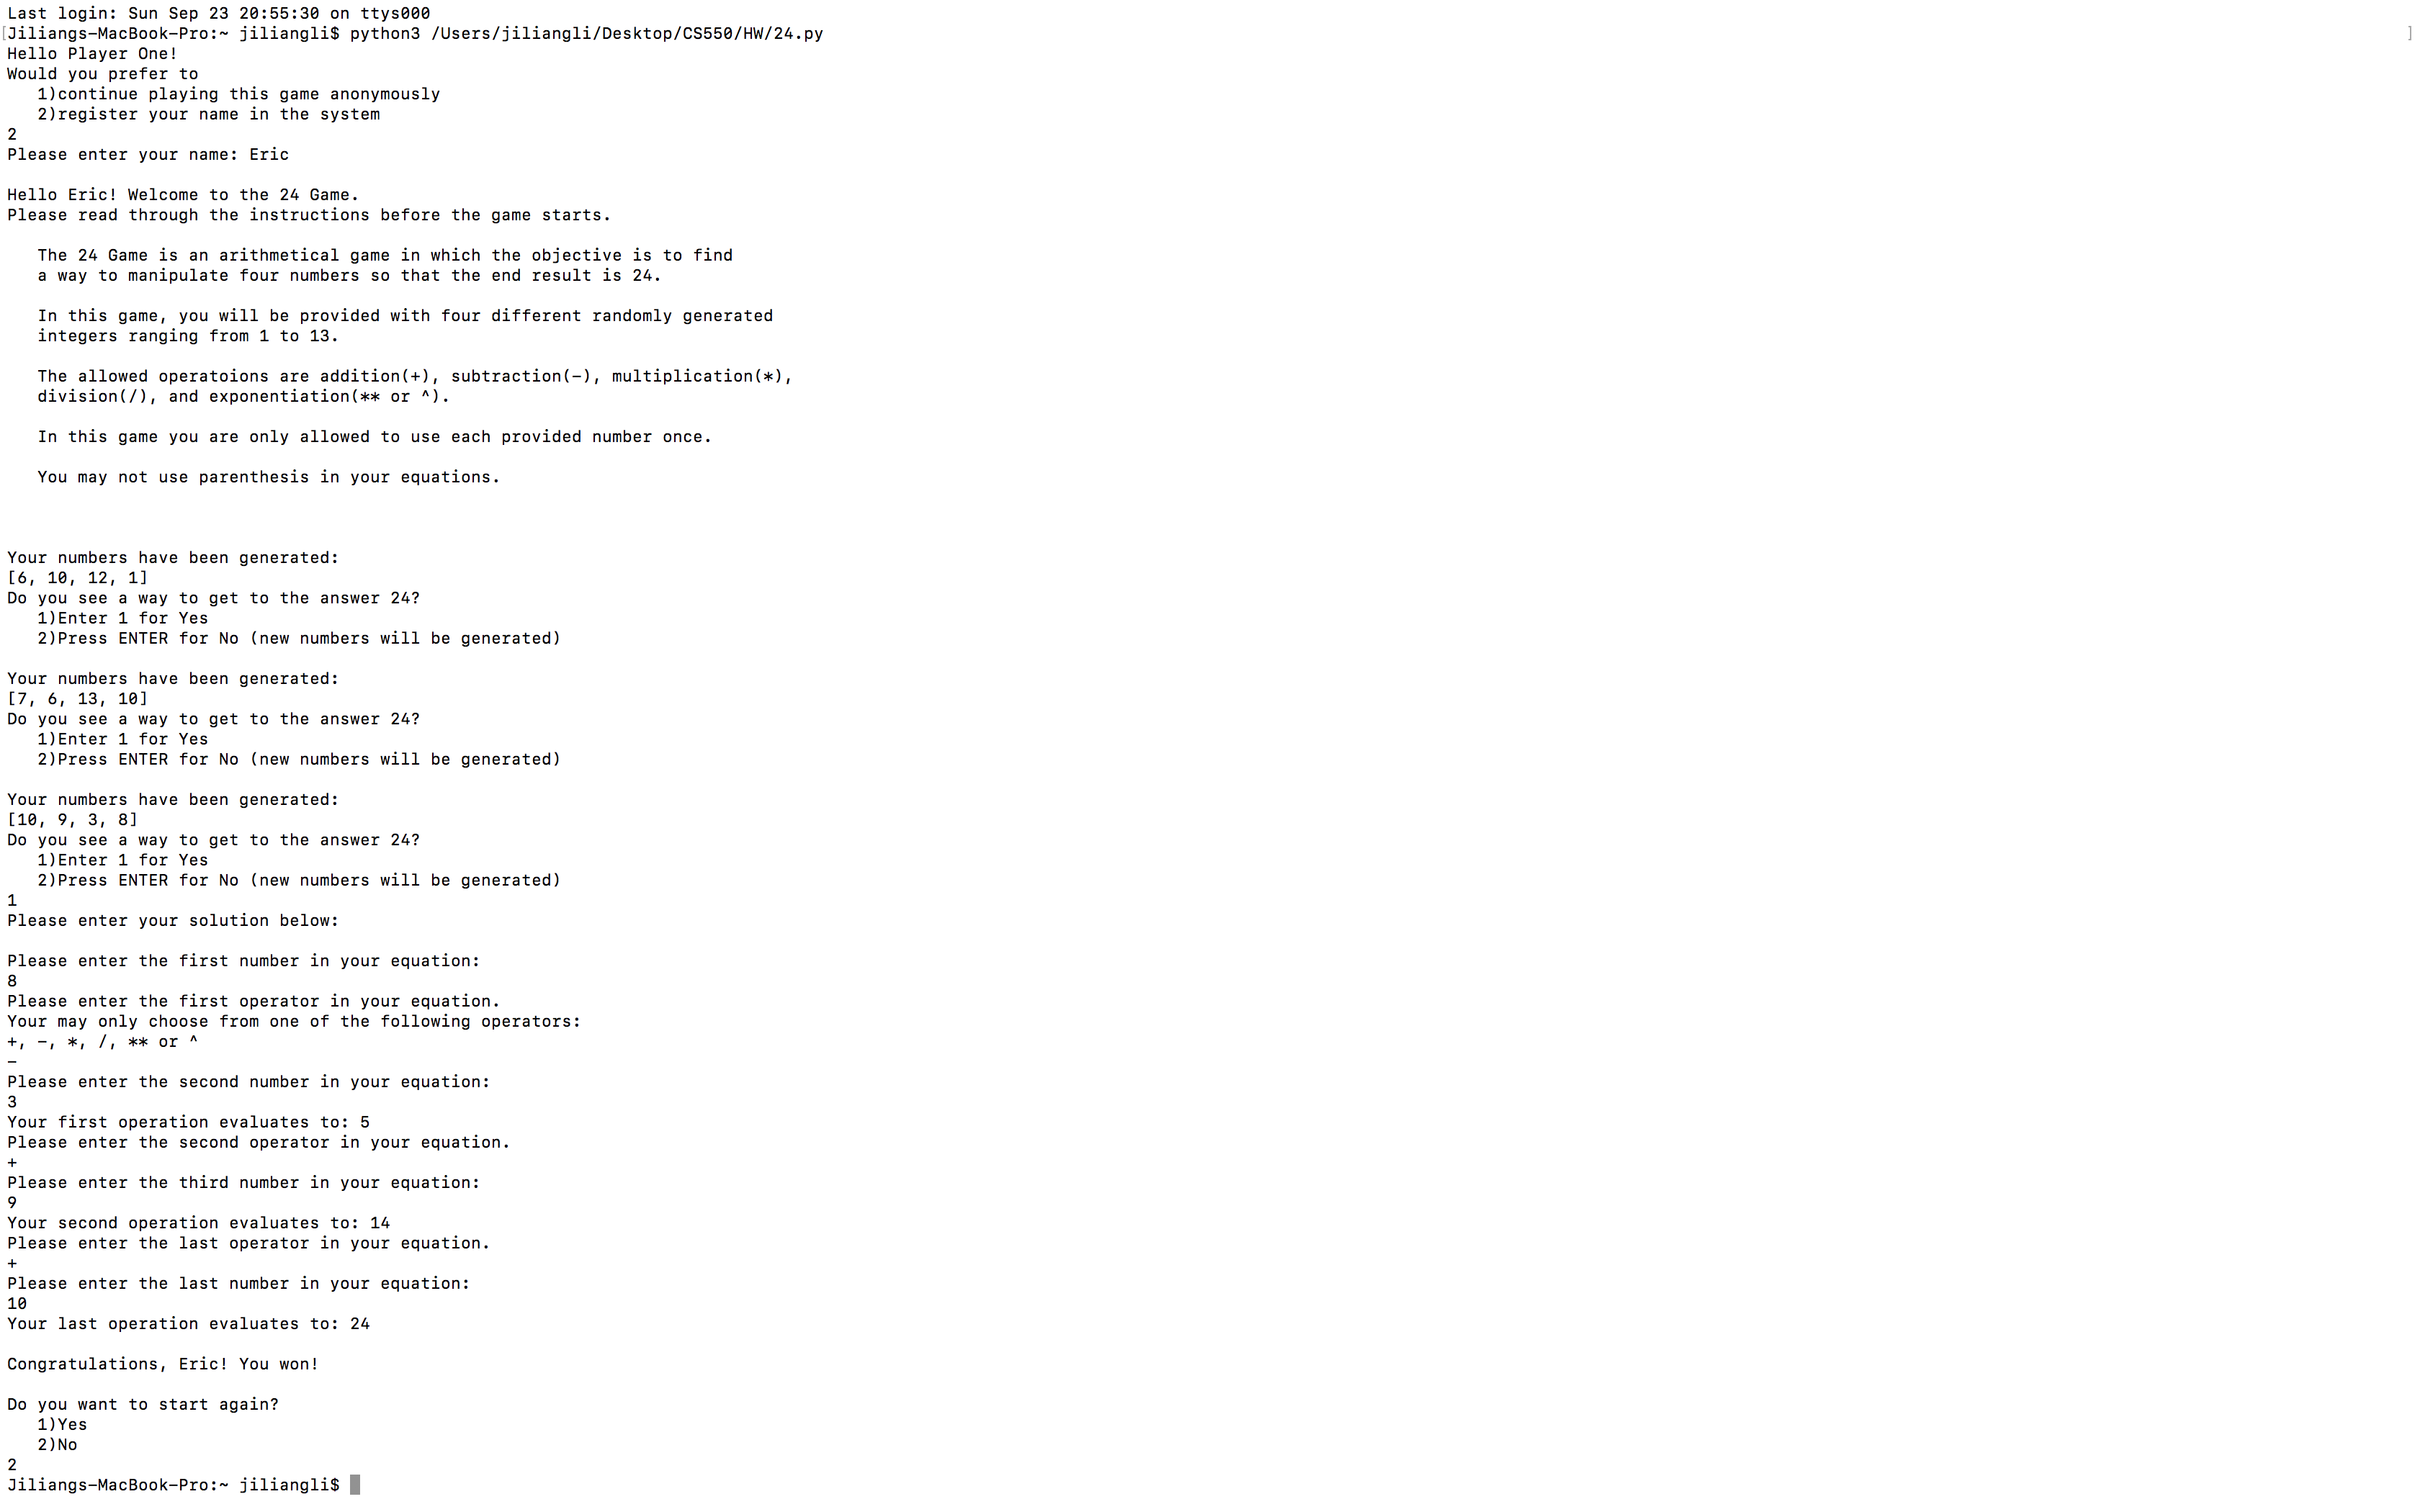 Last login: Sun Sep 23 20:55:30 on ttys000
[Jiliangs-MacBook-Pro:~ jiliangli$ python3 /Users/jiliangli/Desktop/CS550/HW/24.py ]
Hello Player One!
Would you prefer to
   1)continue playing this game anonymously
   2)register your name in the system
2
Please enter your name: Eric

Hello Eric! Welcome to the 24 Game.
Please read through the instructions before the game starts.

   The 24 Game is an arithmetical game in which the objective is to find
   a way to manipulate four numbers so that the end result is 24.

   In this game, you will be provided with four different randomly generated
   integers ranging from 1 to 13.

   The allowed operatoions are addition(+), subtraction(-), multiplication(*),
   division(/), and exponentiation(** or ^).

   In this game you are only allowed to use each provided number once.

   You may not use parenthesis in your equations.

Your numbers have been generated:
[6, 10, 12, 1]
Do you see a way to get to the answer 24?
   1)Enter 1 for Yes
   2)Press ENTER for No (new numbers will be generated)

Your numbers have been generated:
[7, 6, 13, 10]
Do you see a way to get to the answer 24?
   1)Enter 1 for Yes
   2)Press ENTER for No (new numbers will be generated)

Your numbers have been generated:
[10, 9, 3, 8]
Do you see a way to get to the answer 24?
   1)Enter 1 for Yes
   2)Press ENTER for No (new numbers will be generated)
1
Please enter your solution below:

Please enter the first number in your equation:
8
Please enter the first operator in your equation.
Your may only choose from one of the following operators:
+, -, *, /, ** or ^
-
Please enter the second number in your equation:
3
Your first operation evaluates to: 5
Please enter the second operator in your equation.
+
Please enter the third number in your equation:
9
Your second operation evaluates to: 14
Please enter the last operator in your equation.
+
Please enter the last number in your equation:
10
Your last operation evaluates to: 24

Congratulations, Eric! You won!

Do you want to start again?
   1)Yes
   2)No
2
Jiliangs-MacBook-Pro:~ jiliangli$